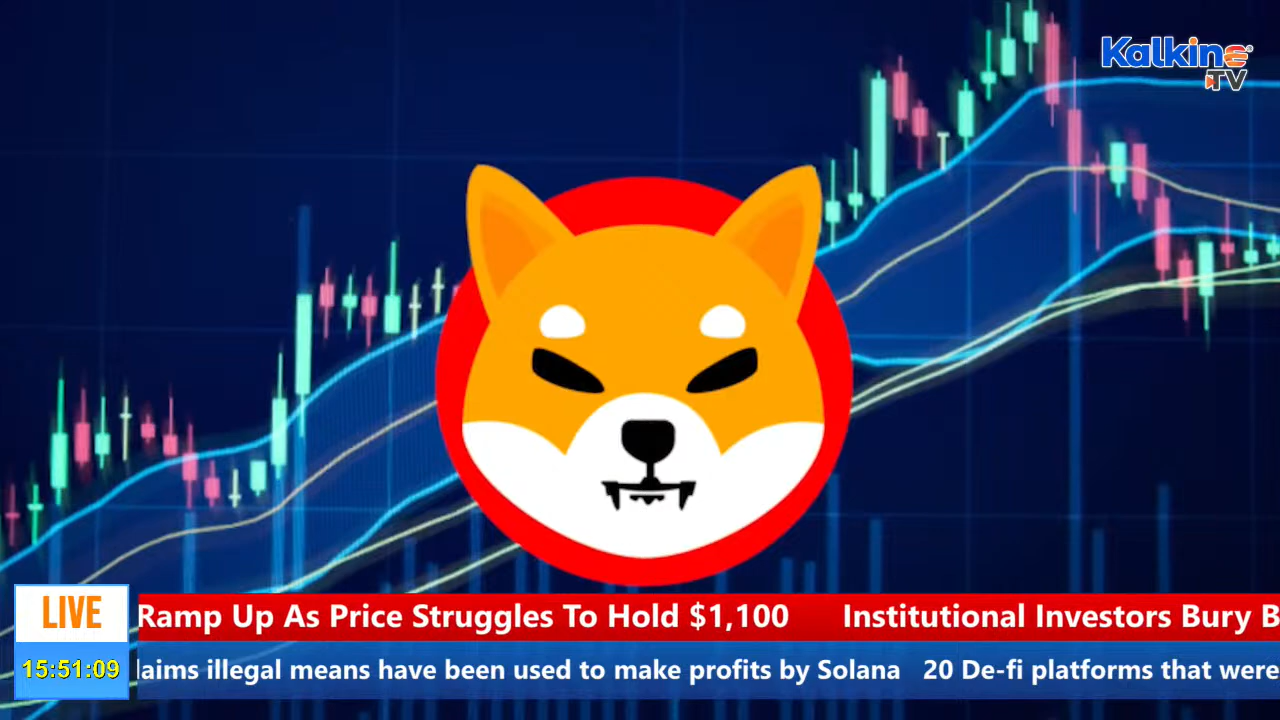 Kalkine
TV
LIVE
Ramp Up As Price Struggles To Hold $1,100 Institutional Investors Bury B
15:51:09
laims illegal means have been used to make profits by Solana 20 De-fi platforms that were